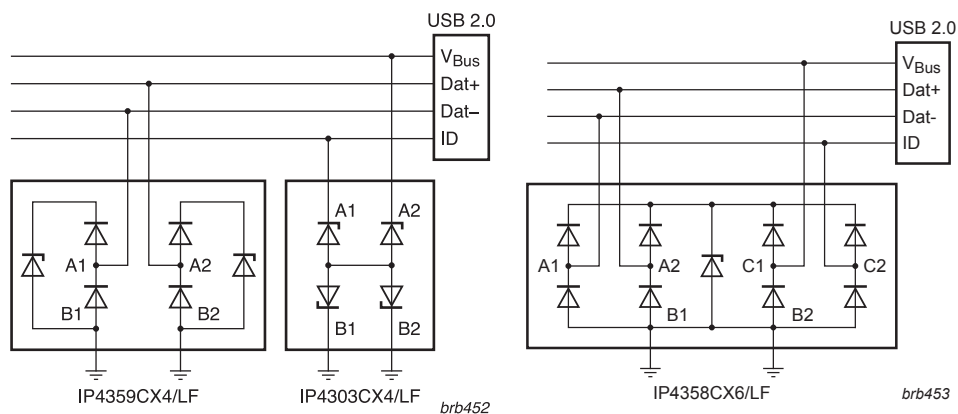 USB 2.0
VBus
Dat+
Dat–
ID
A1
A2
B1
B2
A1
A2
B1
B2
IP4359CX4/LF
IP4303CX4/LF
brb452
USB 2.0
VBus
Dat+
Dat-
ID
A1
A2
C1
C2
B1
B2
IP4358CX6/LF
brb453